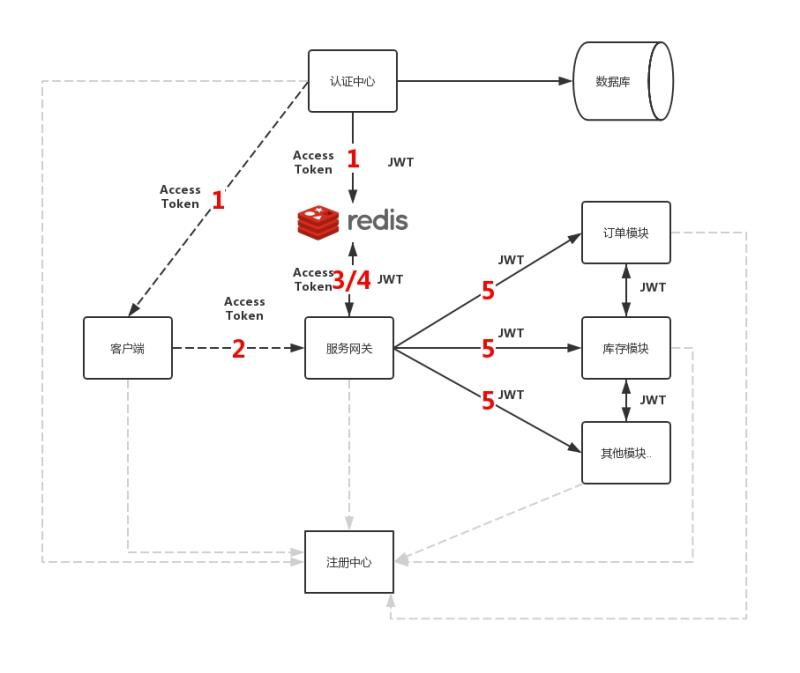 认证中心
数据库
Access
Token
1
JWT
Access
Token
1
redis
订单模块
JWT
Access
Token
3/4
JWT
5
JWT
Access
Token
客户端
2
服务网关
5
JWT
库存模块
5
JWT
JWT
其他模块..
注册中心